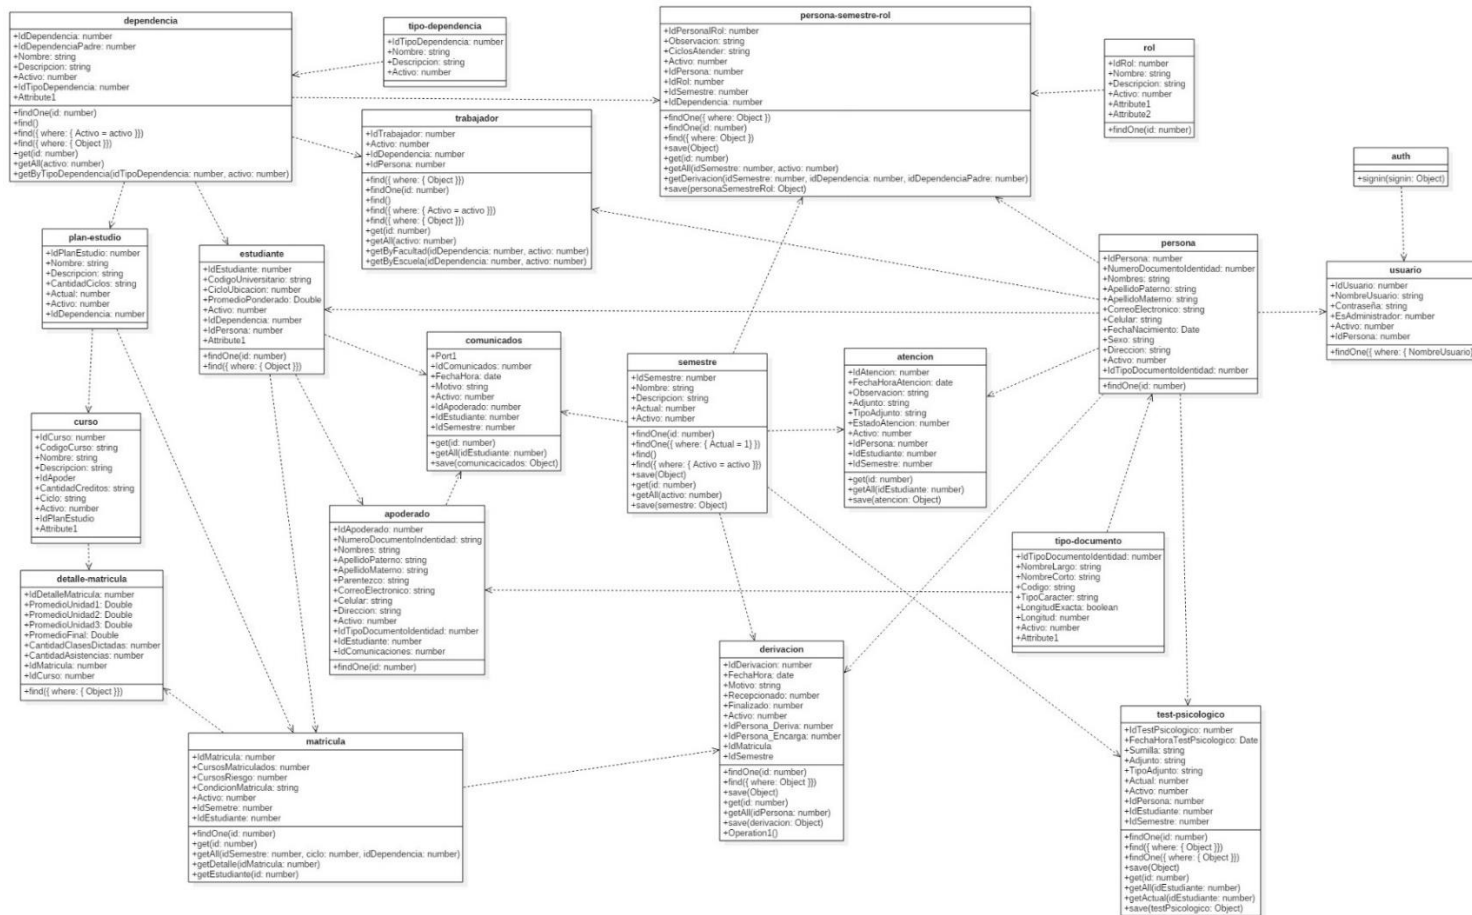 dependencia
+IdDependencia: number
+IdDependenciaPadre: number
+Nombre: string
+Descripcion: string
+Activo: number
+IdTipoDependencia: number
+Attribute1
+findOne(id: number)
+find()
+find({ where: { Activo = activo }})
+find({ where: { Object }})
+get(id: number)
+getAll(activo: number)
+getByTipoDependencia(idTipoDependencia: number, activo: number)
tipo-dependencia
+IdTipoDependencia: number
+Nombre: string
+Descripcion: string
+Activo: number
persona-semestre-rol
+IdPersonalRol: number
+Observacion: string
+CiclosAtender: string
+Activo: number
+IdPersona: number
+IdRol: number
+IdSemestre: number
+IdDependencia: number
+findOne({ where: Object })
+findOne(id: number)
+find({ where: Object })
+save(Object)
+get(id: number)
+getAll(idSemestre: number, activo: number)
+getDerivacion(idSemestre: number, idDependencia: number, idDependenciaPadre: number)
+save(personaSemestreRol: Object)
rol
+IdRol: number
+Nombre: string
+Descripcion: string
+Activo: number
+Attribute1
+Attribute2
+findOne(id: number)
trabajador
+IdTrabajador: number
+Activo: number
+IdDependencia: number
+IdPersona: number
+find({ where: { Object }})
+findOne(id: number)
+find()
+find({ where: { Activo = activo }})
+find({ where: { Object }})
+get(id: number)
+getAll(activo: number)
+getByFacultad(idDependencia: number, activo: number)
+getByEscuela(idDependencia: number, activo: number)
auth
+signin(signin: Object)
plan-estudio
+IdPlanEstudio: number
+Nombre: string
+Descripcion: string
+CantidadCiclos: string
+Actual: number
+Activo: number
+IdDependencia: number
estudiante
+IdEstudiante: number
+CodigoUniversitario: string
+CicloUbicacion: number
+PromedioPonderado: Double
+Activo: number
+IdDependencia: number
+IdPersona: number
+Attribute1
+findOne(id: number)
+find({ where: { Object }})
persona
+IdPersona: number
+NumeroDocumentoIdentidad: number
+Nombres: string
+ApellidoPaterno: string
+ApellidoMaterno: string
+CorreoElectronico: string
+Celular: string
+FechaNacimiento: Date
+Sexo: string
+Direccion: string
+Activo: number
+IdTipoDocumentoIdentidad: number
+findOne(id: number)
usuario
+IdUsuario: number
+NombreUsuario: string
+Contraseña: string
+EsAdministrador: number
+Activo: number
+IdPersona: number
+findOne({ where: { NombreUsuario}
comunicados
+Port1
+IdComunicados: number
+FechaHora: date
+Motivo: string
+Activo: number
+IdApoderado: number
+IdEstudiante: number
+IdSemestre: number
+get(id: number)
+getAll(idEstudiante: number)
+save(comunicacicados: Object)
semestre
+IdSemestre: number
+Nombre: string
+Descripcion: string
+Actual: number
+Activo: number
+findOne(id: number)
+findOne({ where: { Actual = 1} })
+find()
+find({ where: { Activo = activo }})
+save(Object)
+get(id: number)
+getAll(activo: number)
+save(semestre: Object)
atencion
+IdAtencion: number
+FechaHoraAtencion: date
+Observacion: string
+Adjunto: string
+TipoAdjunto: string
+EstadoAtencion: number
+Activo: number
+IdPersona: number
+IdEstudiante: number
+IdSemestre: number
+get(id: number)
+getAll(idEstudiante: number)
+save(atencion: Object)
curso
+IdCurso: number
+CodigoCurso: string
+Nombre: string
+Descripcion: string
+IdApoder
+CantidadCreditos: string
+Ciclo: string
+Activo: number
+IdPlanEstudio
+Attribute1
apoderado
+IdApoderado: number
+NumeroDocumentoIndentidad: string
+Nombres: string
+ApellidoPaterno: string
+ApellidoMaterno: string
+Parentezco: string
+CorreoElectronico: string
+Celular: string
+Direccion: string
+Activo: number
+IdTipoDocumentoIdentidad: number
+IdEstudiante: number
+IdComunicaciones: number
+findOne(id: number)
tipo-documento
+IdTipoDocumentoIdentidad: number
+NombreLargo: string
+NombreCorto: string
+Codigo: string
+TipoCaracter: string
+LongitudExacta: boolean
+Longitud: number
+Activo: number
+Attribute1
detalle-matricula
+IdDetalleMatricula: number
+PromedioUnidad1: Double
+PromedioUnidad2: Double
+PromedioUnidad3: Double
+PromedioFinal: Double
+CantidadClasesDictadas: number
+CantidadAsistencias: number
+IdMatricula: number
+IdCurso: number
+find({ where: { Object }})
derivacion
+IdDerivacion: number
+FechaHora: date
+Motivo: string
+Recepcionado: number
+Finalizado: number
+Activo: number
+IdPersona_Deriva: number
+IdPersona_Encarga: number
+IdMatricula
+IdSemestre
+findOne(id: number)
+find({ where: Object }})
+save(Object)
+get(id: number)
+getAll(idPersona: number)
+save(derivacion: Object)
+Operation1()
matricula
+IdMatricula: number
+CursosMatriculados: number
+CursosRiesgo: number
+CondicionMatricula: string
+Activo: number
+IdSemetre: number
+IdEstudiante: number
+findOne(id: number)
+get(id: number)
+getAll(idSemestre: number, ciclo: number, idDependencia: number)
+getDetalle(idMatricula: number)
+getEstudiante(id: number)
test-psicologico
+IdTestPsicologico: number
+FechaHoraTestPsicologico: Date
+Sumilla: string
+Adjunto: string
+TipoAdjunto: string
+Actual: number
+Activo: number
+IdPersona: number
+IdEstudiante: number
+IdSemestre: number
+findOne(id: number)
+find({ where: { Object }})
+findOne({ where: { Object }})
+save(Object)
+get(id: number)
+getAll(idEstudiante: number)
+getActual(idEstudiante: number)
+save(testPsicologico: Object)